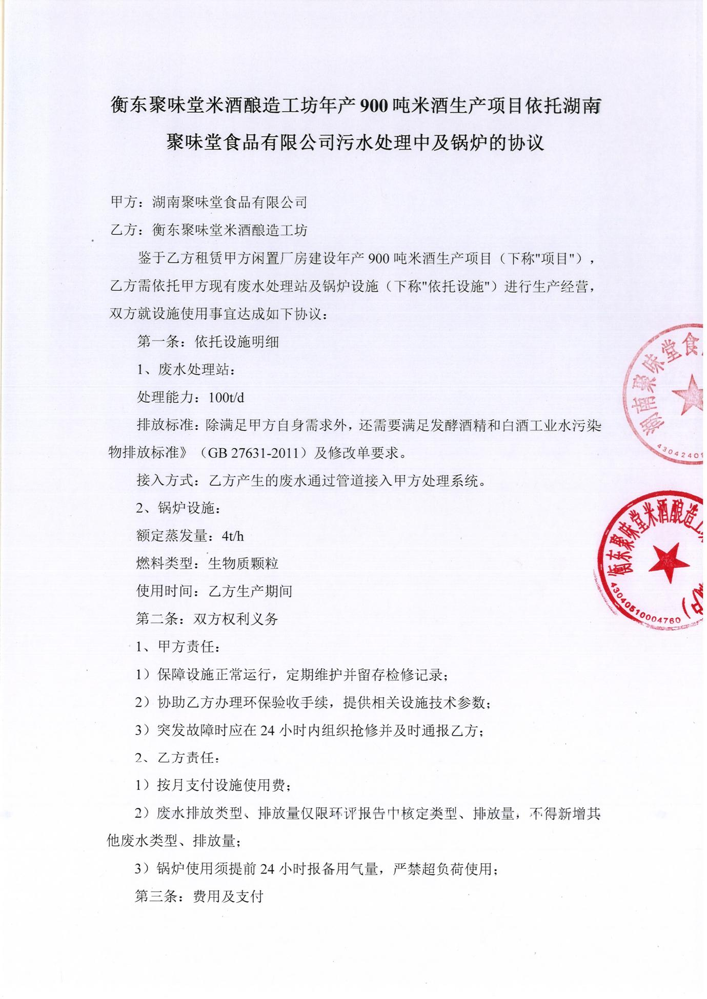 衡东聚味堂米酒酿造工坊年产 900 吨米酒生产项目依托湖南
聚味堂食品有限公司污水处理中及锅炉的协议
甲方：湖南聚味堂食品有限公司
乙方：衡东聚味堂米酒酿造工坊
鉴于乙方租赁甲方闲置厂房建设年产 900 吨米酒生产项目（下称"项目"），
乙方需依托甲方现有废水处理站及锅炉设施（下称"依托设施"）进行生产经营，
双方就设施使用事宜达成如下协议：
第一条：依托设施明细
1、废水处理站：
处理能力：100t/d
排放标准：除满足甲方自身需求外，还需要满足发酵酒精和白酒工业水污染
物排放标准》（GB 27631-2011）及修改单要求。
接入方式：乙方产生的废水通过管道接入甲方处理系统。
2、锅炉设施：
额定蒸发量：4t/h
燃料类型：生物质颗粒
使用时间：乙方生产期间
第二条：双方权利义务
1、甲方责任：
1）保障设施正常运行，定期维护并留存检修记录；
2）协助乙方办理环保验收手续，提供相关设施技术参数；
3）突发故障时应在 24 小时内组织抢修并及时通报乙方；
2、乙方责任：
1）按月支付设施使用费；
2）废水排放类型、排放量仅限环评报告中核定类型、排放量，不得新增其
他废水类型、排放量；
3）锅炉使用须提前 24 小时报备用气量，严禁超负荷使用；
第三条：费用及支付
湖南聚味堂食
4304240
衡东聚味堂米酒酿造工
43040510004760